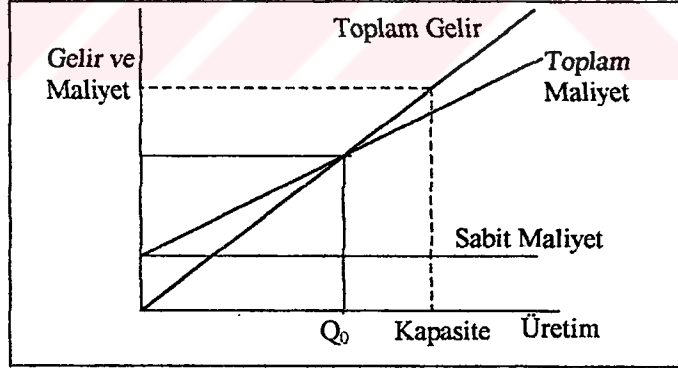 Toplam Gelir
Gelir ve
Maliyet
Toplam
Maliyet
Sabit Maliyet
Q₀
Kapasite
Üretim